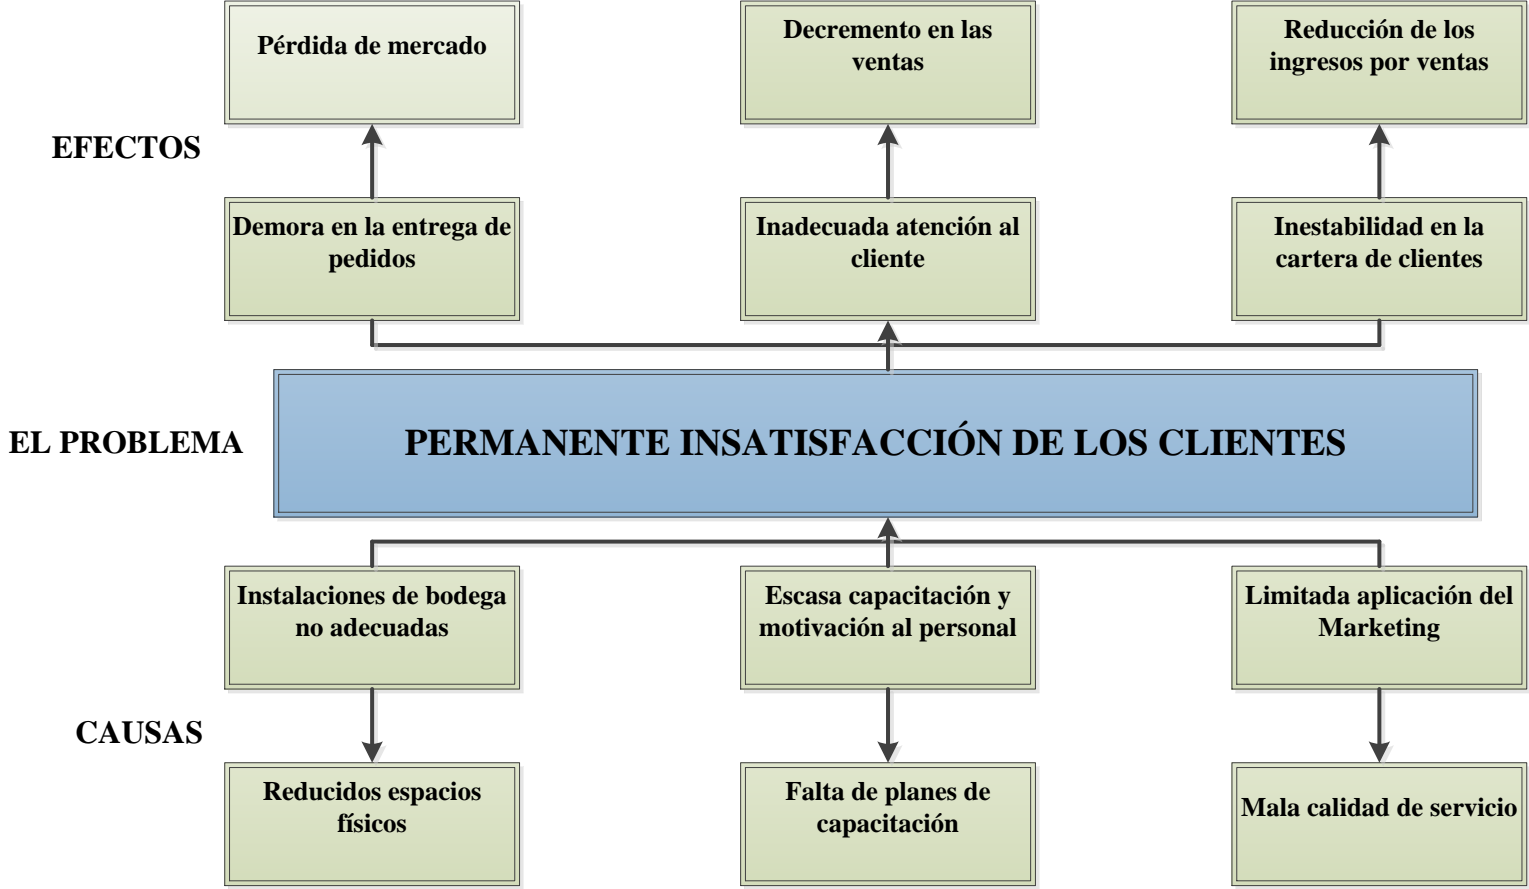 Pérdida de mercado
Decremento en las
ventas
Reducción de los
ingresos por ventas
EFECTOS
Demora en la entrega de
pedidos
Inadecuada atención al
cliente
Inestabilidad en la
cartera de clientes
EL PROBLEMA
PERMANENTE INSATISFACCIÓN DE LOS CLIENTES
Instalaciones de bodega
no adecuadas
Escasa capacitación y
motivación al personal
Limitada aplicación del
Marketing
CAUSAS
Reducidos espacios
físicos
Falta de planes de
capacitación
Mala calidad de servicio